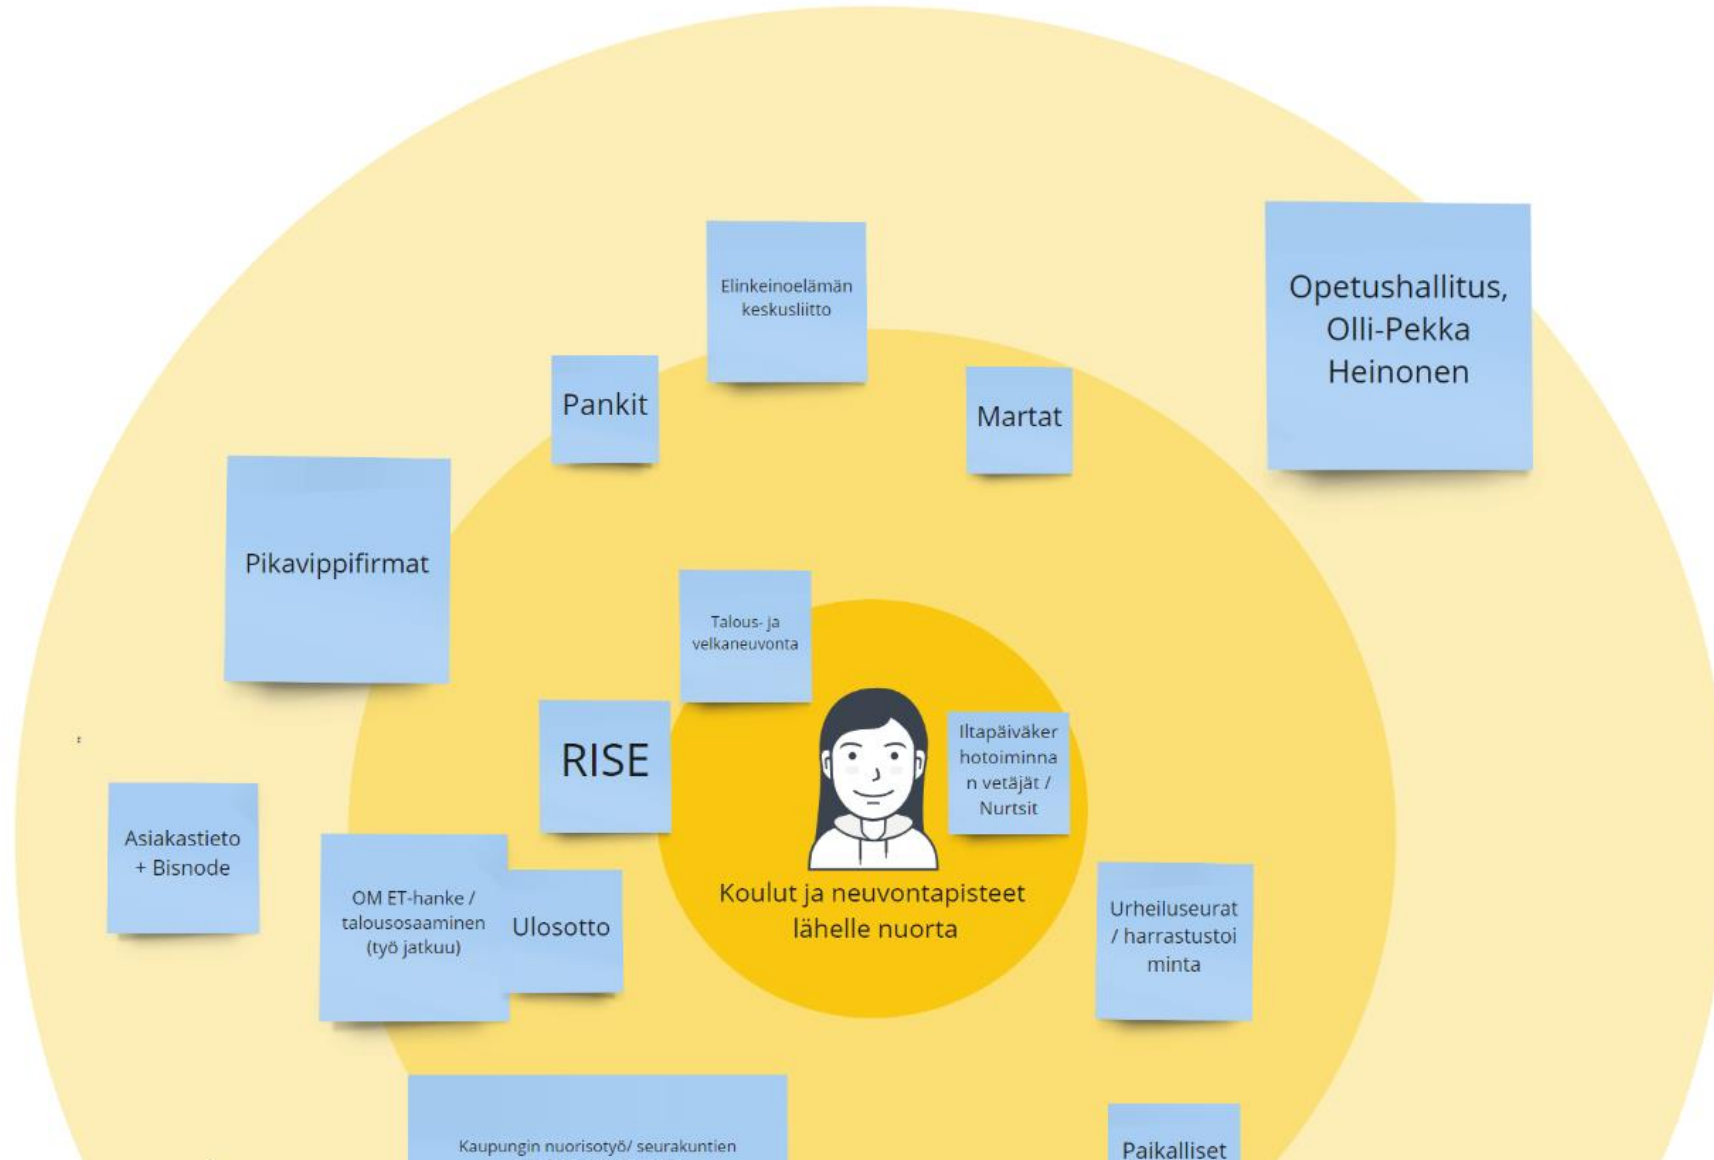 Elinkeinoelämän
keskusliitto
Opetushallitus,
Olli-Pekka
Heinonen
Pankit
Martat
Pikavippifirmat
Talous- ja
velkaneuvonta
RISE
Iltapäiväker
hotoiminna
n vetäjät /
Nurtsit
Asiakastieto
+ Bisnode
OM ET-hanke /
talousosaaminen
(työ jatkuu)
Ulosotto
Koulut ja neuvontapisteet
lähelle nuorta
Urheiluseurat
/ harrastustoi
minta
Kaupungin nuorisotyö/ seurakuntien
Paikalliset